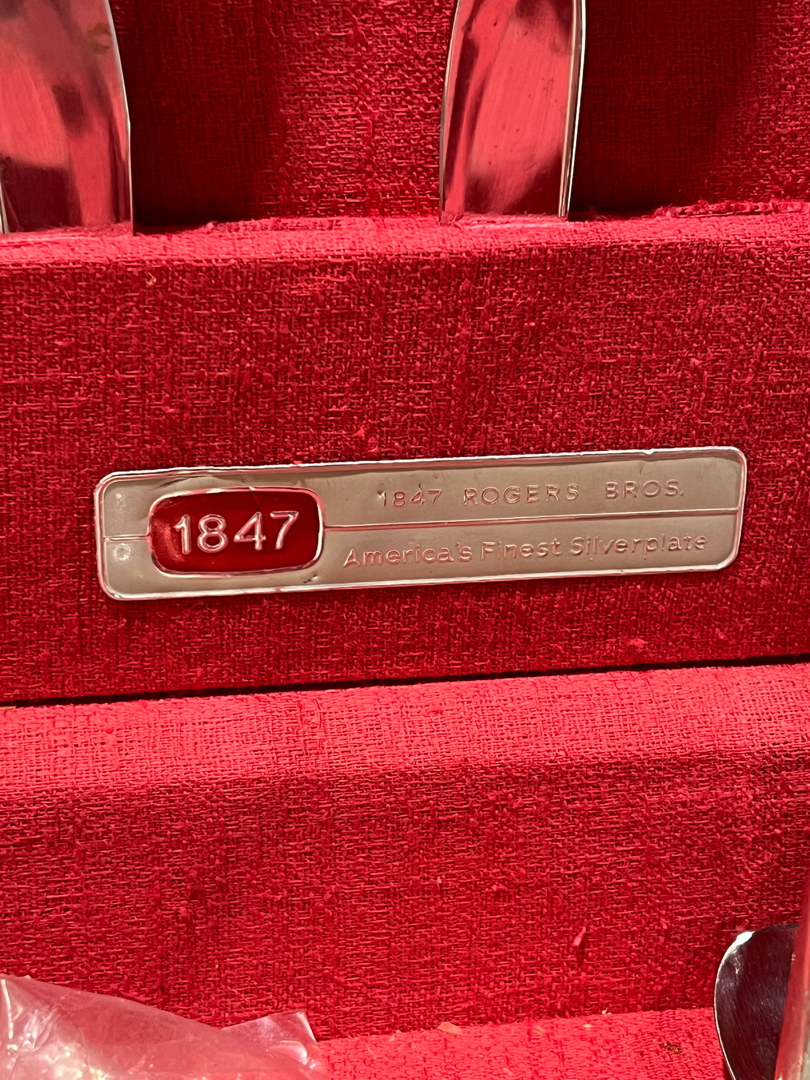 1847
1847 ROGERS BROS.
America's Finest Silverplate